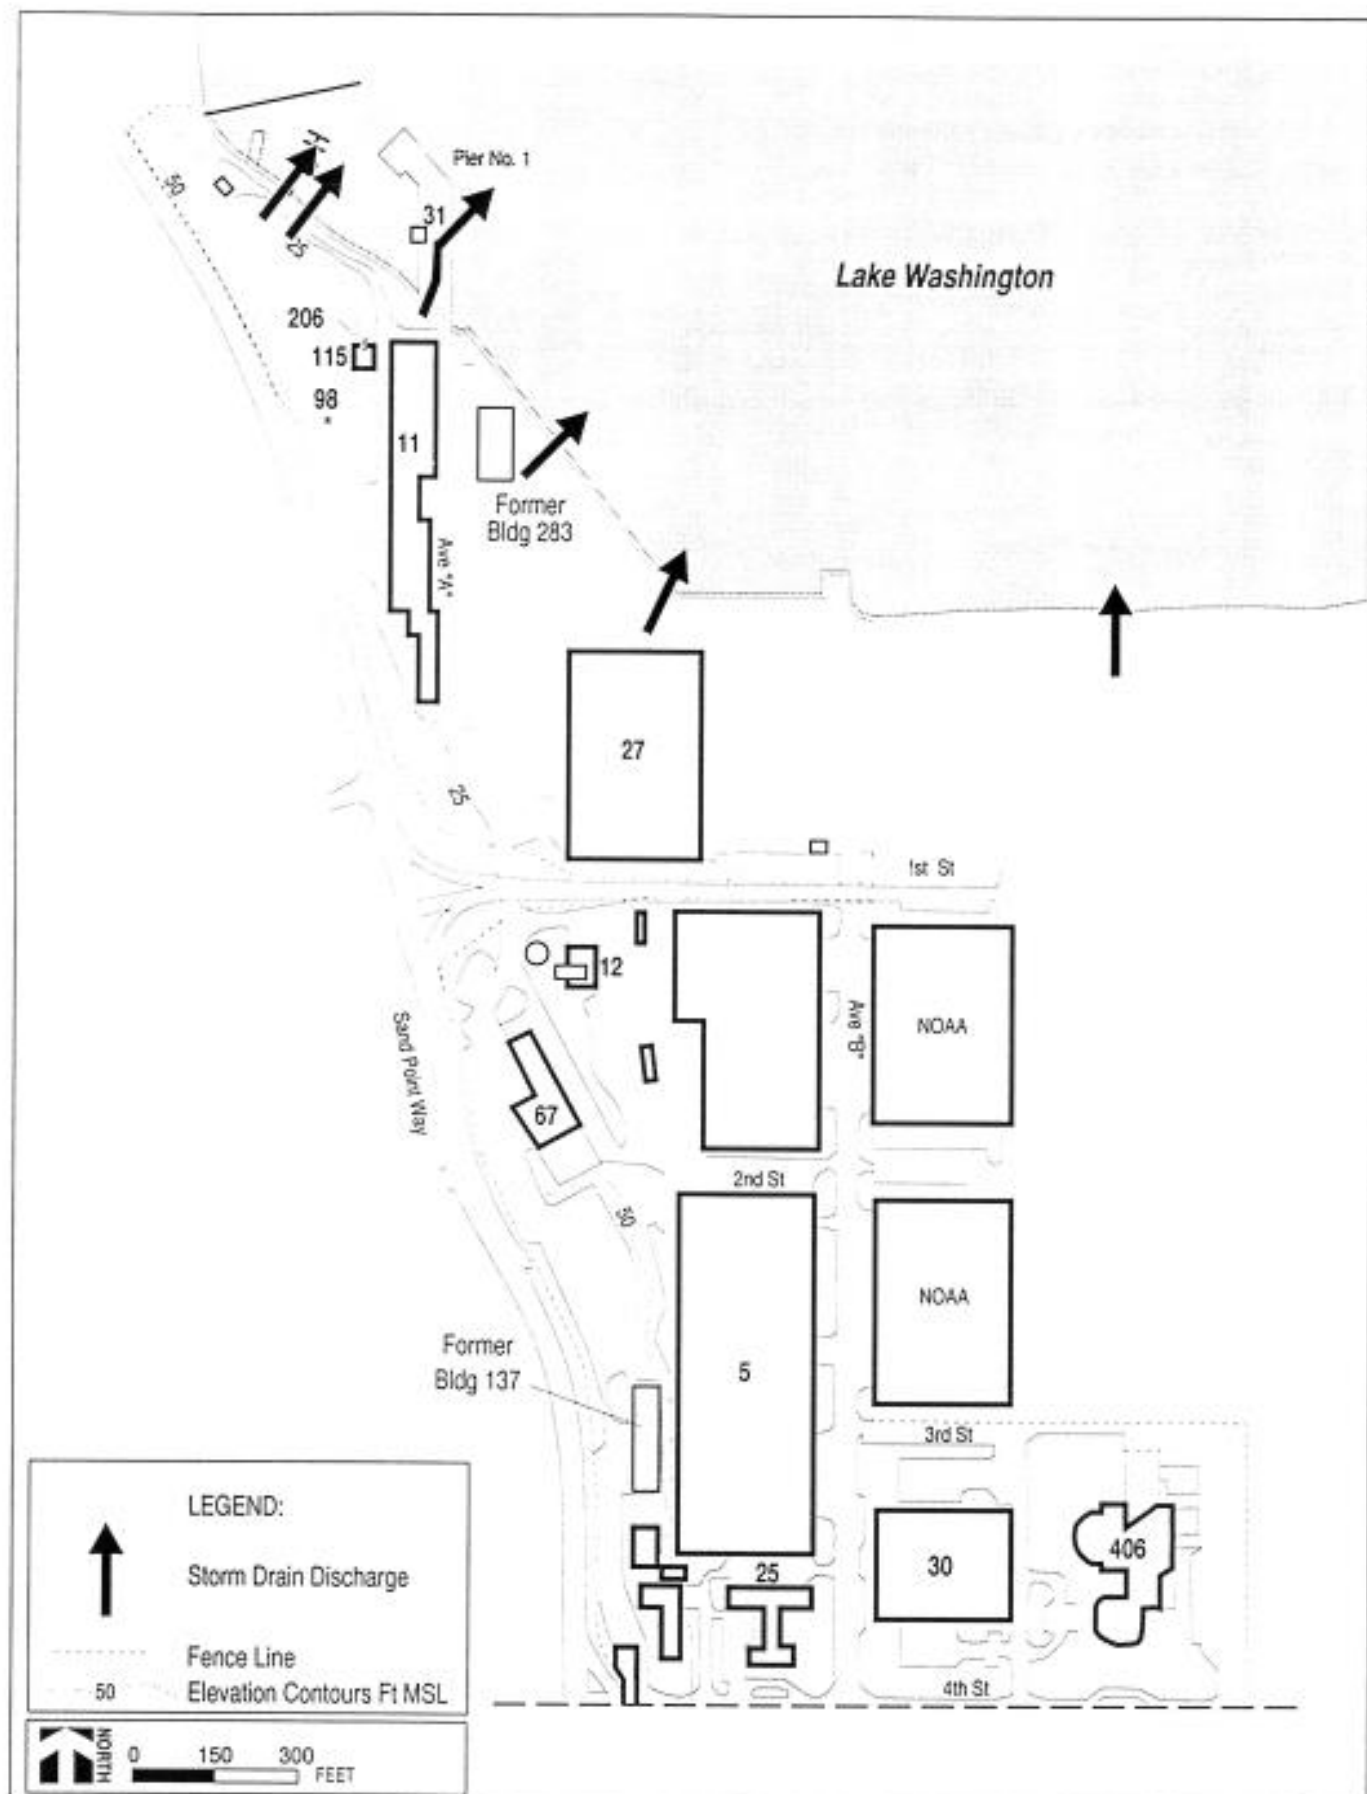 Pier No. 1
50
31
25
Lake Washington
206
115
98
11
Former
Bldg 283
Ave "A"
27
25
1st St
12
NOAA
Ave "B"
Sand Point Way
67
2nd St
50
NOAA
Former
Bldg 137
5
3rd St
406
25
30
4th St
LEGEND:
Storm Drain Discharge
Fence Line
50 Elevation Contours Ft MSL
NORTH
0 150 300
FEET